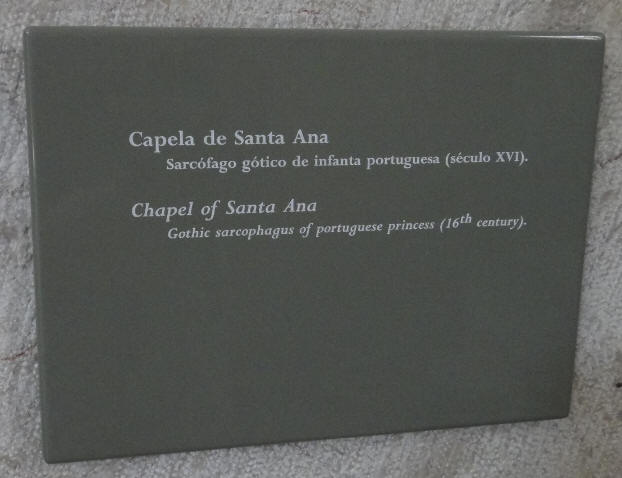 Capela de Santa Ana
Sarcófago gótico de infanta portuguesa (século XVI).
Chapel of Santa Ana
Gothic sarcophagus of portuguese princess (16th century).